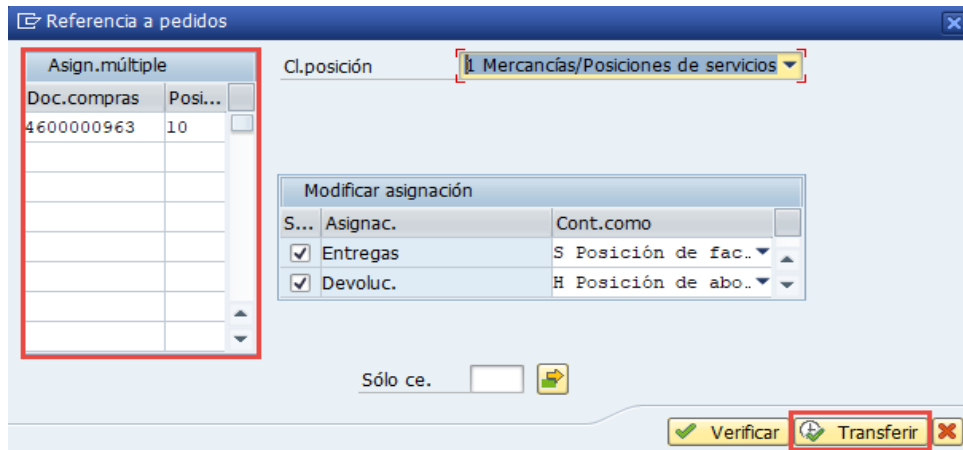 Referencia a pedidos
Asign.múltiple
Cl.posición 1 Mercancías/Posiciones de servicios
Doc.compras Posi...
4600000963 10
Modificar asignación
S... Asignac. Cont.como
Entregas S Posición de fac..
Devoluc. H Posición de abo..
Sólo ce.
Verificar Transferir